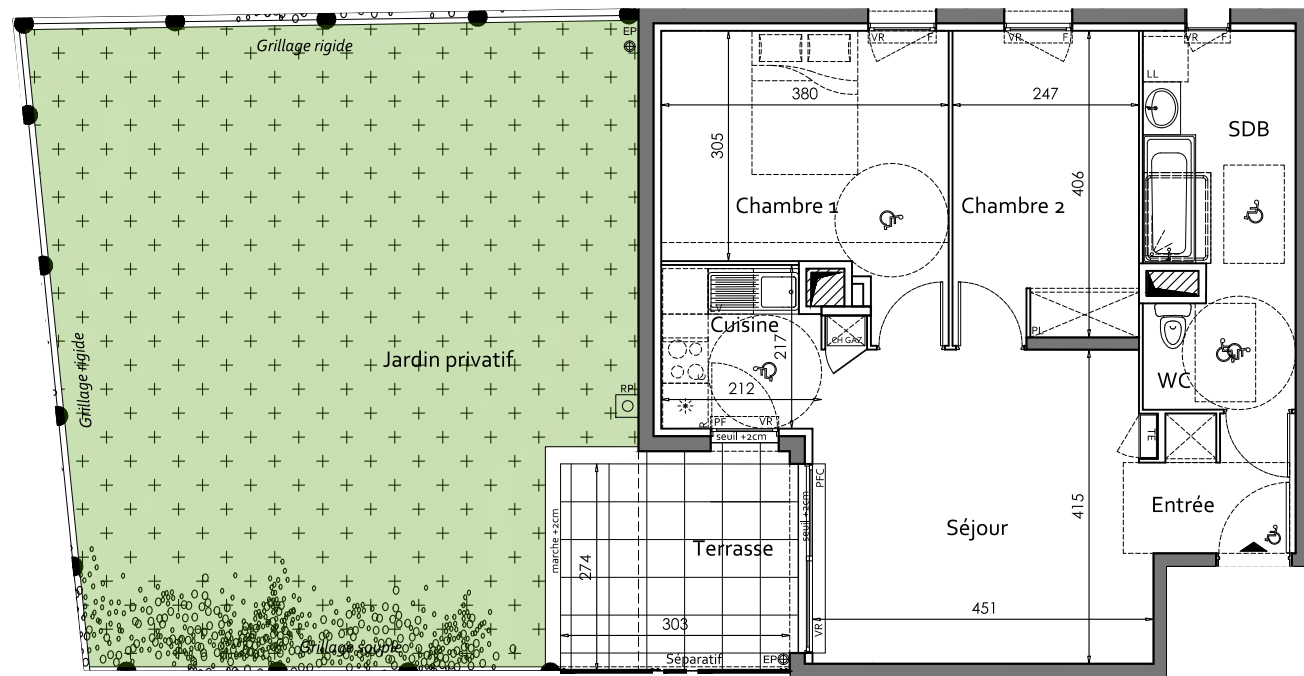 Grillage rigide
EP
VR
F
VR
F
VR
F
LL
380
247
SDB
305
406
Chambre 1
Chambre 2
EV
Cuisine
217
CH GAZ
PL
Grillage rigide
Jardin privatif
RP
212
WC
R
PF
VR
seuil +2cm
TE
PFC
seuil +2cm
marche +2cm
274
Terrasse
Séjour
415
Entrée
303
451
VR
Grillage souple
Séparatif
EP